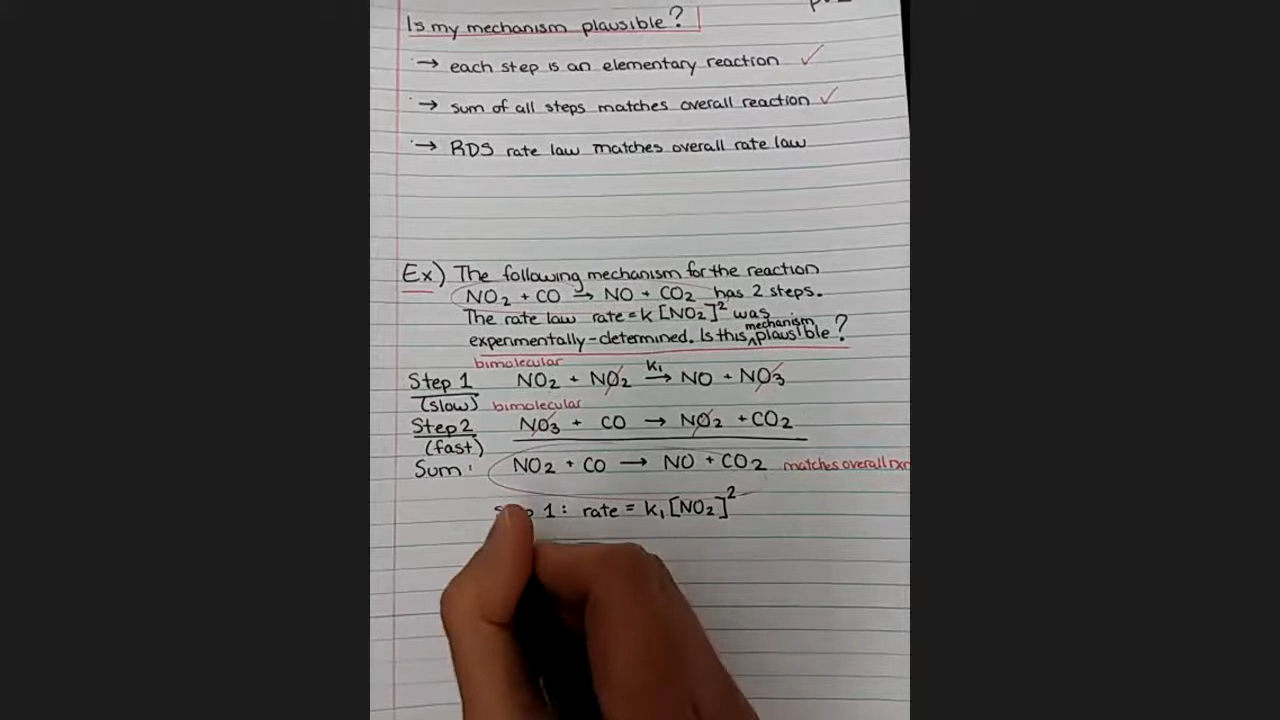 Is my mechanism plausible?
→ each step is an elementary reaction ✓
→ sum of all steps matches overall reaction ✓
→ RDS rate law matches overall rate law
Ex) The following mechanism for the reaction
NO₂ + CO → NO + CO₂ has 2 steps.
The rate law rate = k [NO₂]² was
experimentally-determined. Is this mechanism plausible?
bimolecular
Step 1 NO₂ + NO₂ k₁→ NO + NO₃
(slow) bimolecular
Step 2 NO₃ + CO → NO₂ + CO₂
(fast)
Sum: NO₂ + CO → NO + CO₂ matches overall rxn
1: rate = k₁[NO₂]²